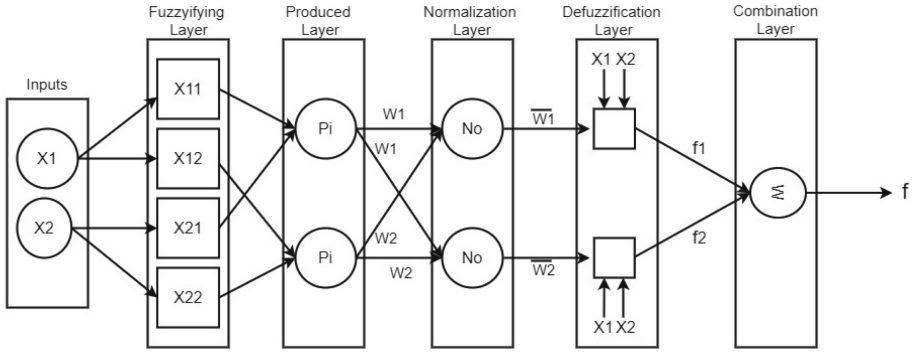 Fuzzyifying
Layer
Produced
Layer
Normalization
Layer
Defuzzification
Layer
Combination
Layer
Inputs
X1
X2
X11
X12
X21
X22
Pi
Pi
W1
W1
W2
W2
No
No
W1
W2
X1 X2
X1 X2
f1
f2
f